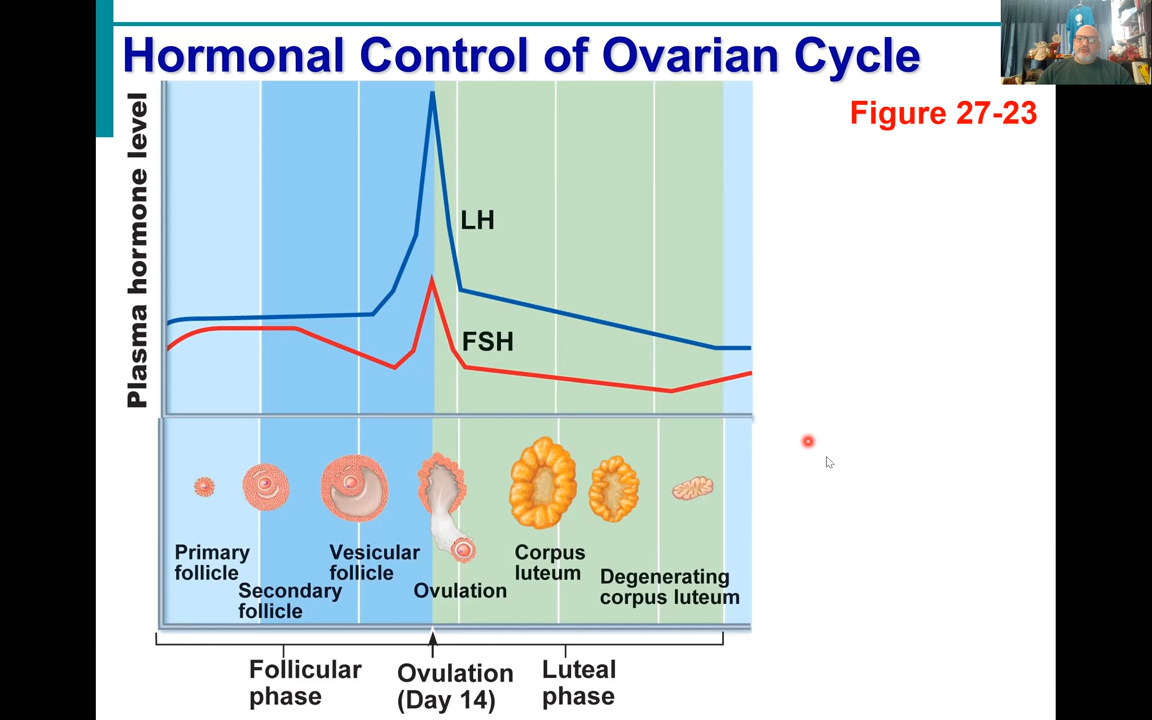 Hormonal Control of Ovarian Cycle
Figure 27-23
Plasma hormone level
LH
FSH
Primary
follicle
Secondary
follicle
Vesicular
follicle
Ovulation
Corpus
luteum
Degenerating
corpus luteum
Follicular
phase
Ovulation
(Day 14)
Luteal
phase